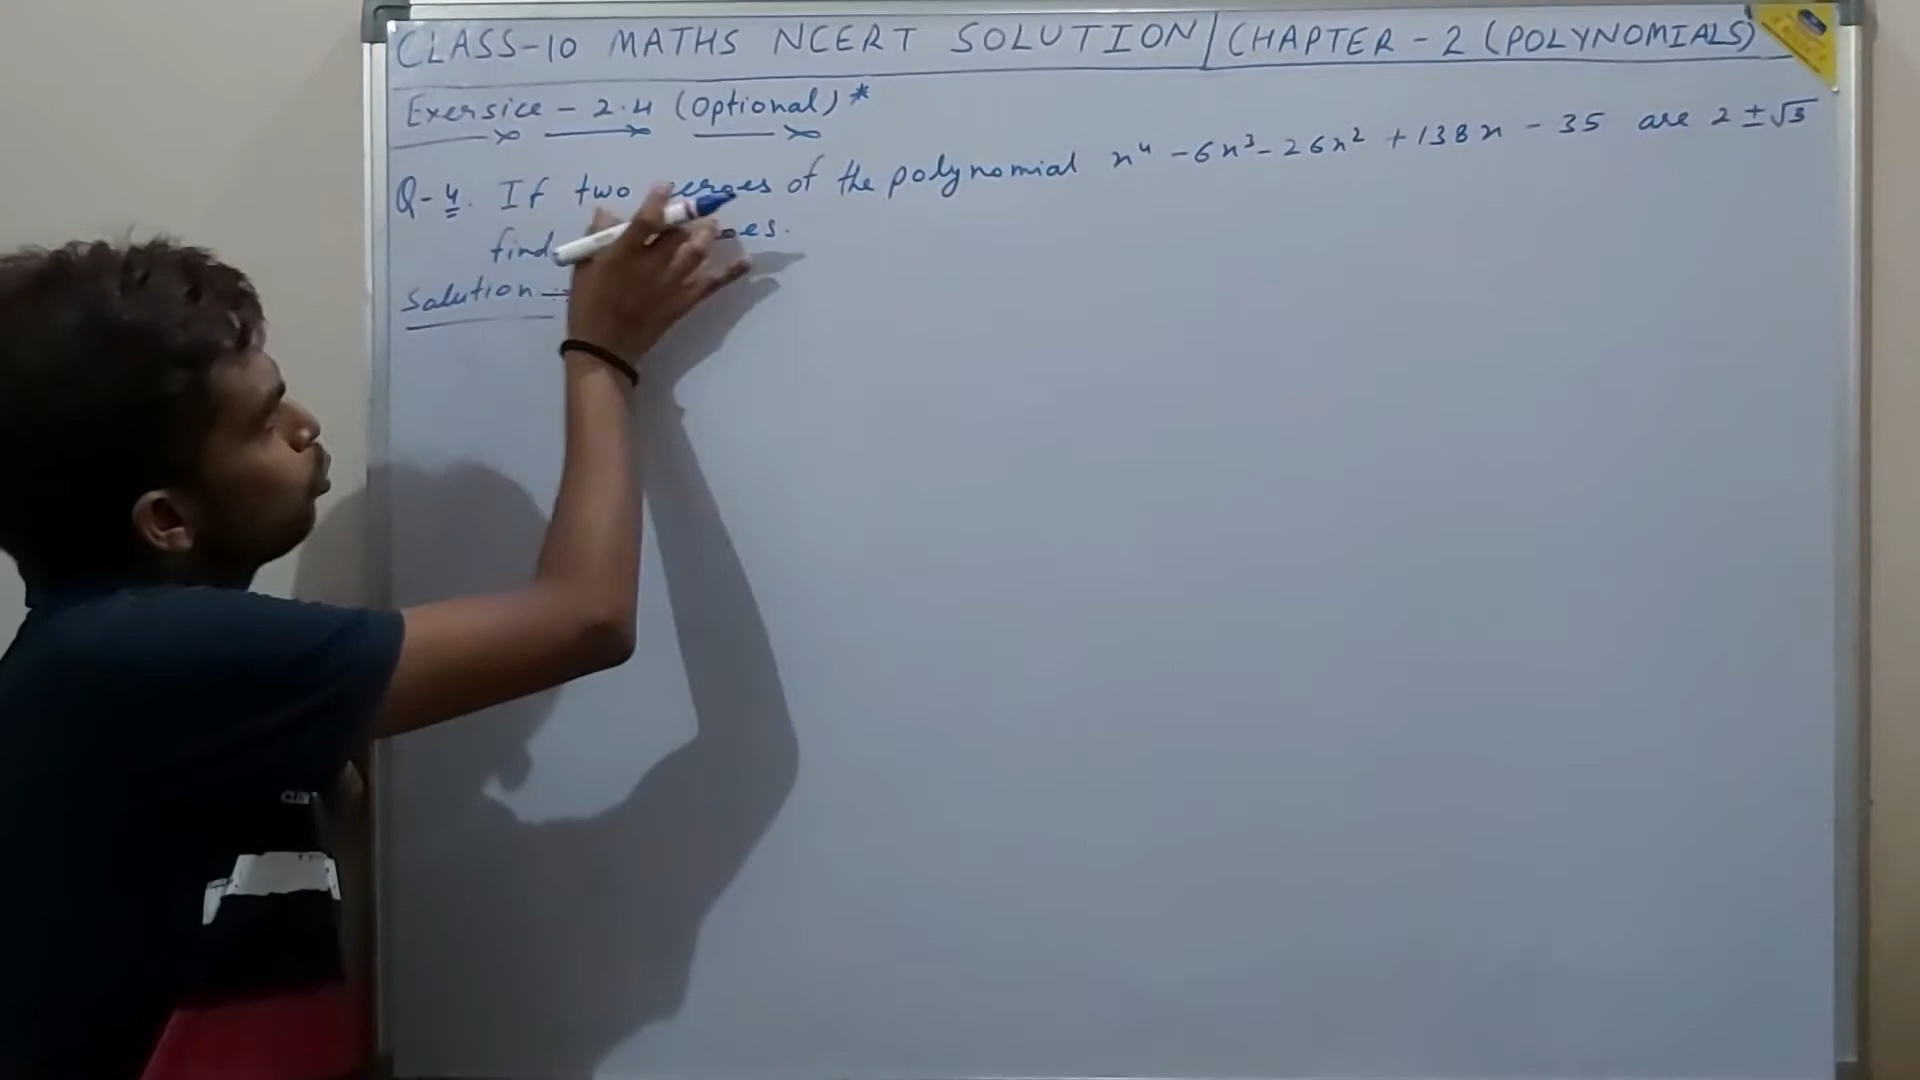 CLASS-10 MATHS NCERT SOLUTION | CHAPTER - 2 (POLYNOMIALS)
Exersice - 2.4 (Optional)*
Q-4. If two zeroes of the polynomial x⁴ - 6x³ - 26x² + 138x - 35 are 2 ± √3
find
Solution